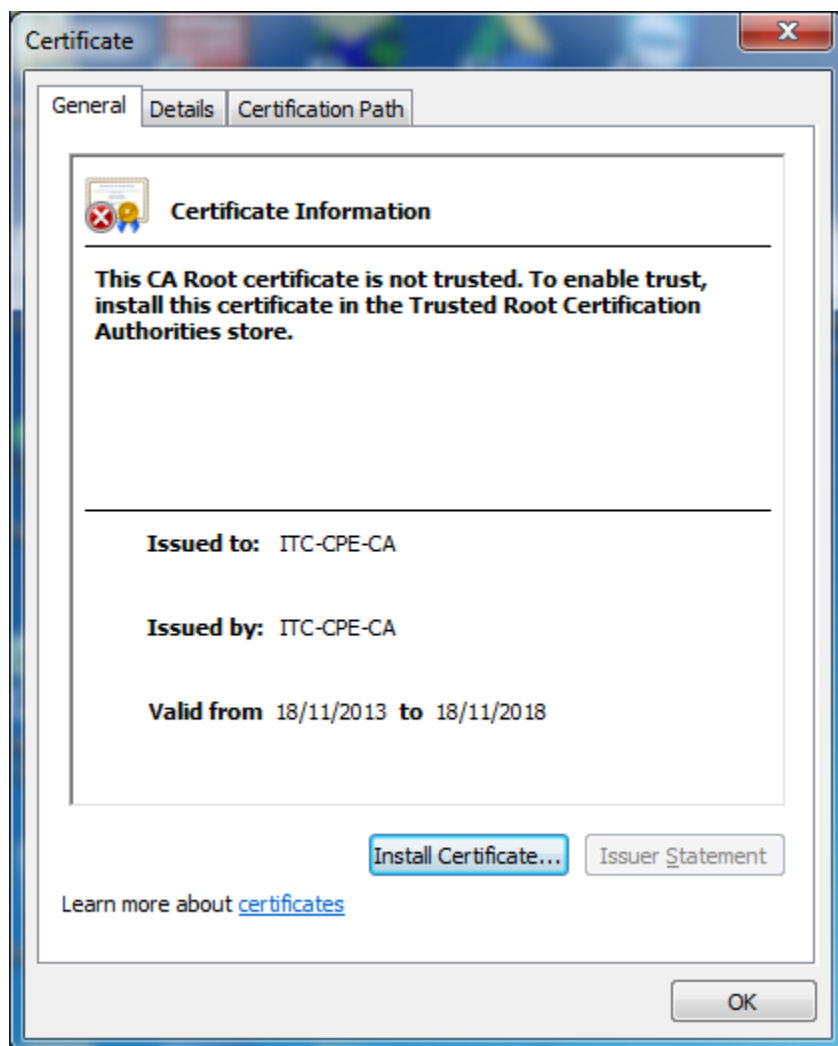 Certificate
General Details Certification Path
Certificate Information
This CA Root certificate is not trusted. To enable trust,
install this certificate in the Trusted Root Certification
Authorities store.
Issued to: ITC-CPE-CA
Issued by: ITC-CPE-CA
Valid from 18/11/2013 to 18/11/2018
Install Certificate... Issuer Statement
Learn more about certificates
OK